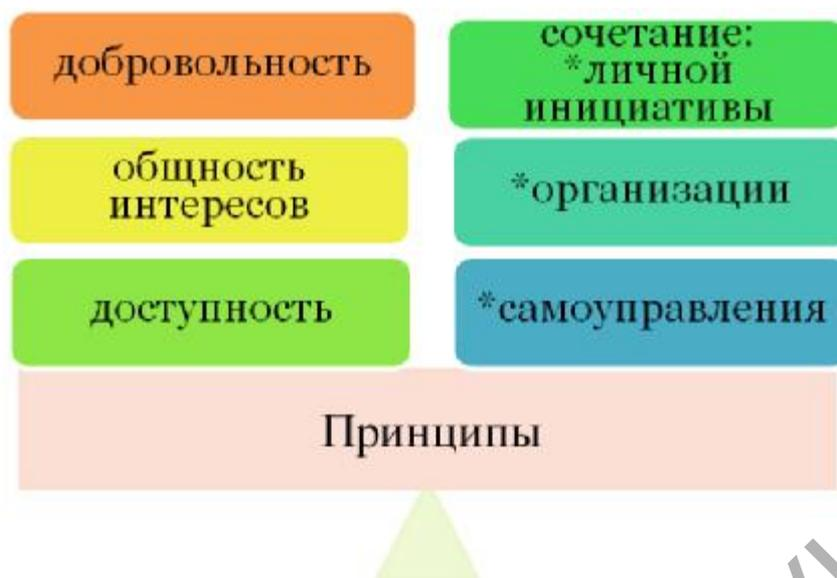 добровольность
общность
интересов
доступность
сочетание:
*личной
инициативы
*организации
*самоуправления
Принципы